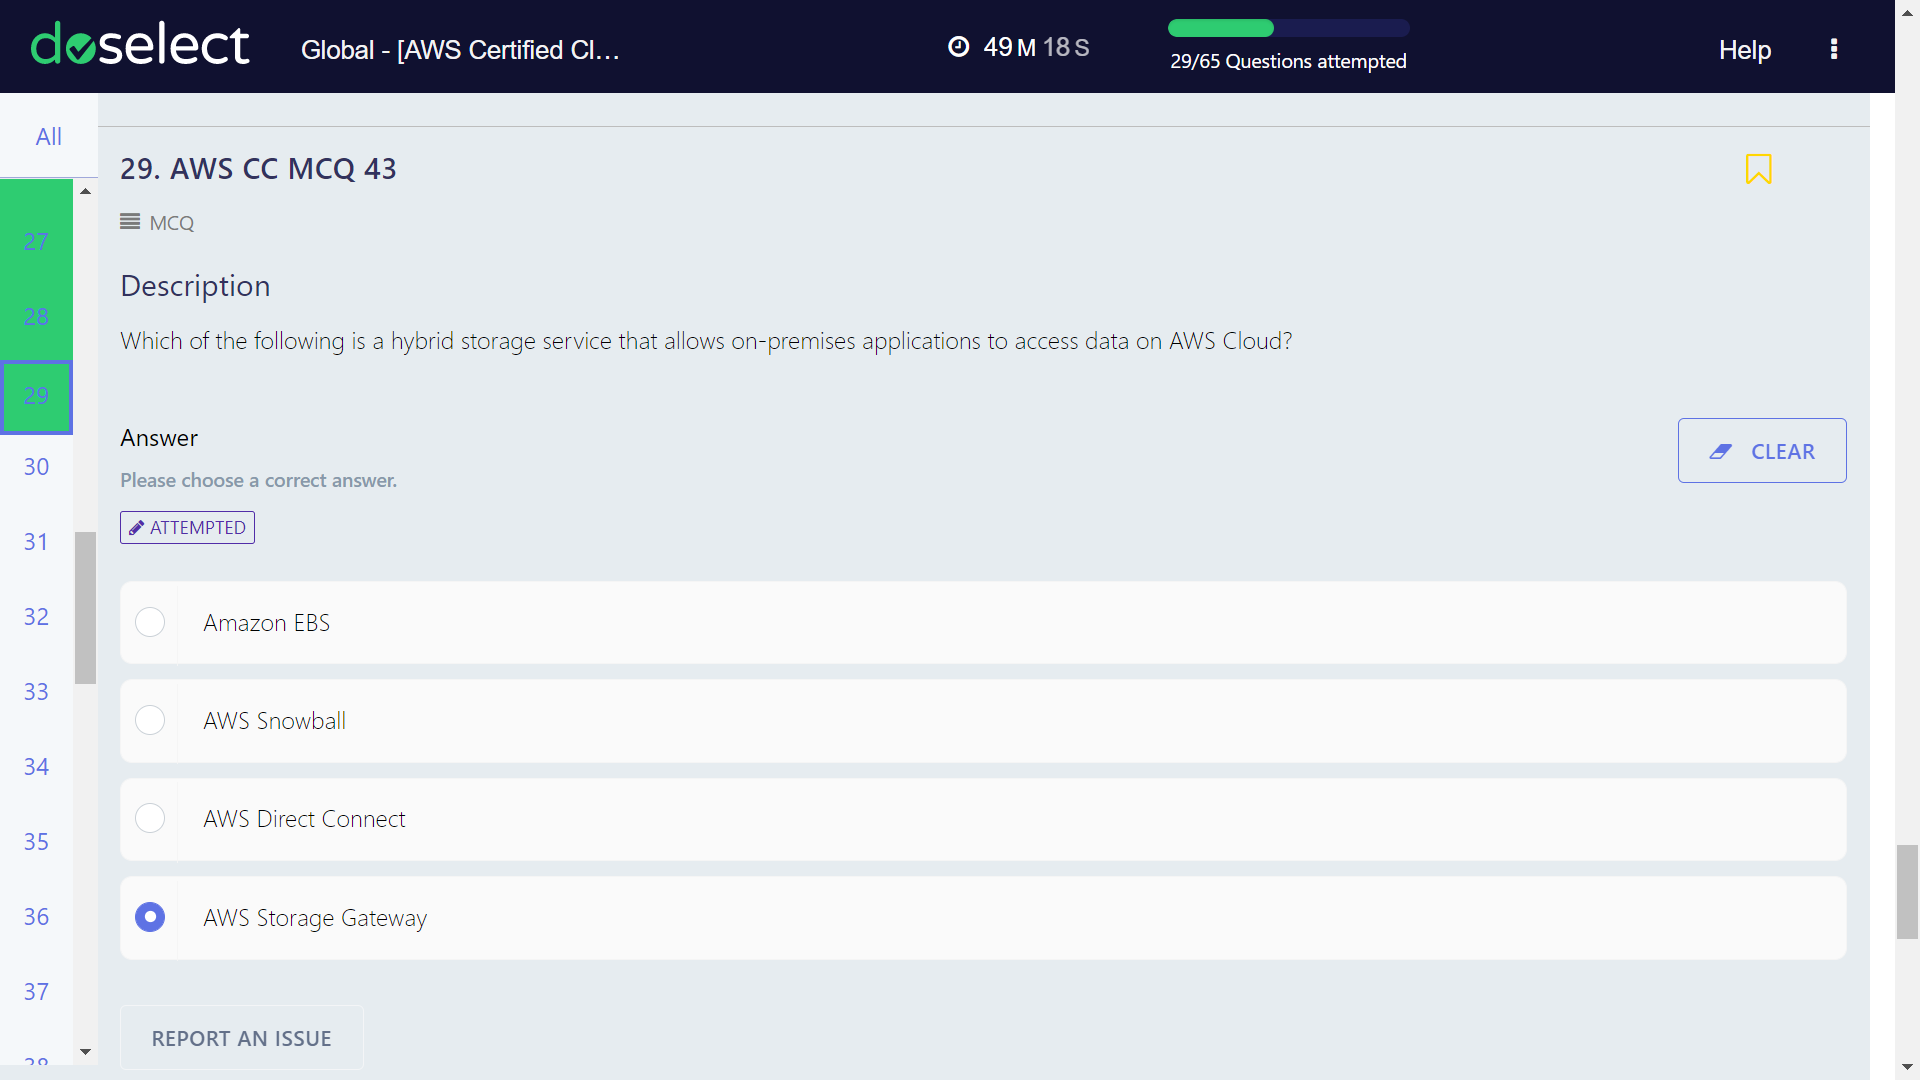 doselect
Global - [AWS Certified Cl…
49 M 18 S
29/65 Questions attempted
Help
All
27
28
29
30
31
32
33
34
35
36
37
38
29. AWS CC MCQ 43
MCQ
Description
Which of the following is a hybrid storage service that allows on-premises applications to access data on AWS Cloud?
Answer
Please choose a correct answer.
CLEAR
ATTEMPTED
Amazon EBS
AWS Snowball
AWS Direct Connect
AWS Storage Gateway
REPORT AN ISSUE